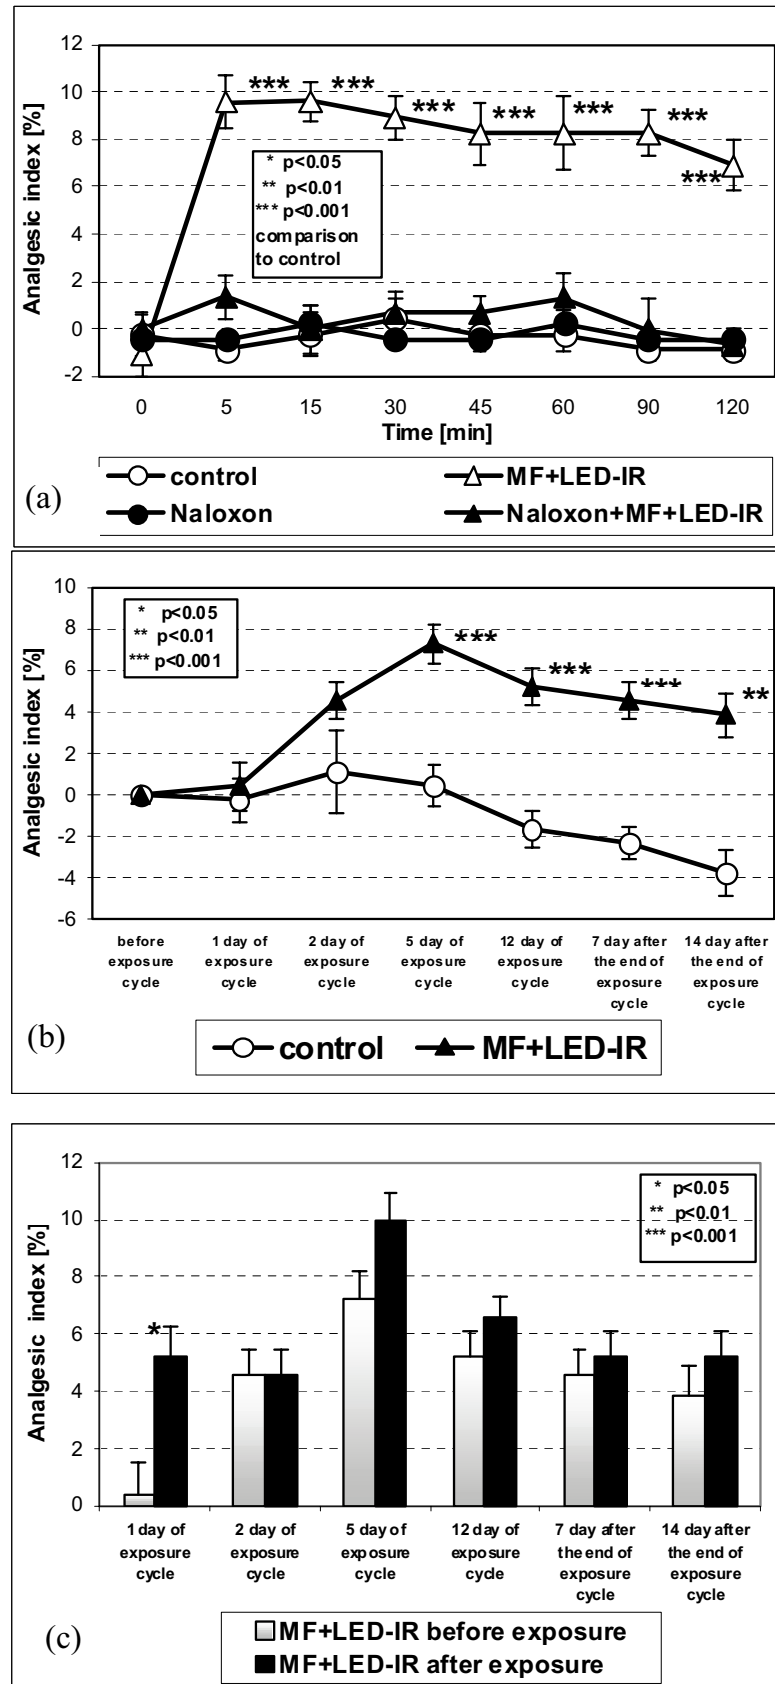 12
10
8
6
4
2
0
-2
Analgesic index [%]
*** *** *** *** *** *** ***
* p<0.05
** p<0.01
*** p<0.001
comparison
to control
0 5 15 30 45 60 90 120
Time [min]
control MF+LED-IR
Naloxon Naloxon+MF+LED-IR
(a)
10
8
6
4
2
0
-2
-4
-6
Analgesic index [%]
* p<0.05
** p<0.01
*** p<0.001
*** *** *** **
before exposure cycle
1 day of exposure cycle
2 day of exposure cycle
5 day of exposure cycle
12 day of exposure cycle
7 day after the end of exposure cycle
14 day after the end of exposure cycle
control MF+LED-IR
(b)
12
10
8
6
4
2
0
Analgesic index [%]
* p<0.05
** p<0.01
*** p<0.001
*
1 day of exposure cycle
2 day of exposure cycle
5 day of exposure cycle
12 day of exposure cycle
7 day after the end of exposure cycle
14 day after the end of exposure cycle
MF+LED-IR before exposure
MF+LED-IR after exposure
(c)